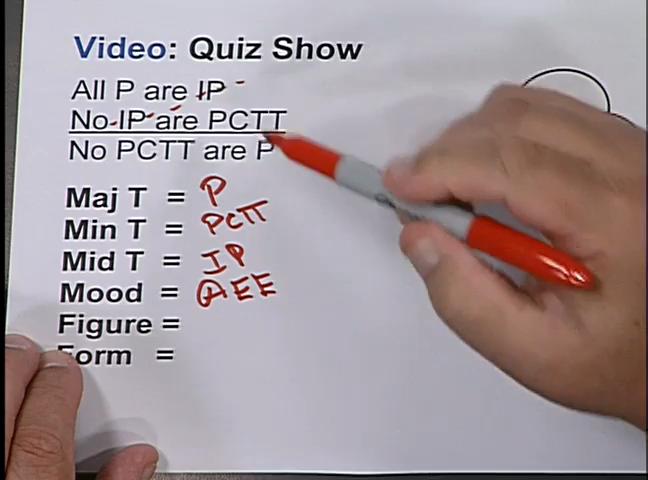 Video: Quiz Show
All P are IP
No IP are PCTT
No PCTT are P
Maj T = P
Min T = PCTT
Mid T = IP
Mood = AEE
Figure =
Form =